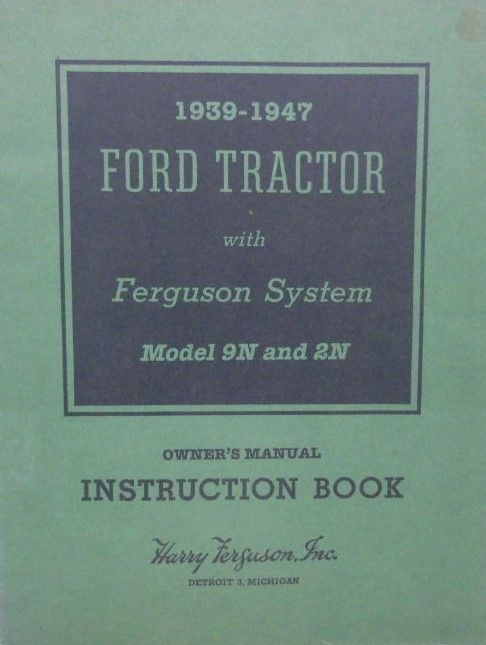 1939-1947
FORD TRACTOR
with
Ferguson System
Model 9N and 2N
OWNER'S MANUAL
INSTRUCTION BOOK
Harry Ferguson, Inc.
DETROIT 3, MICHIGAN